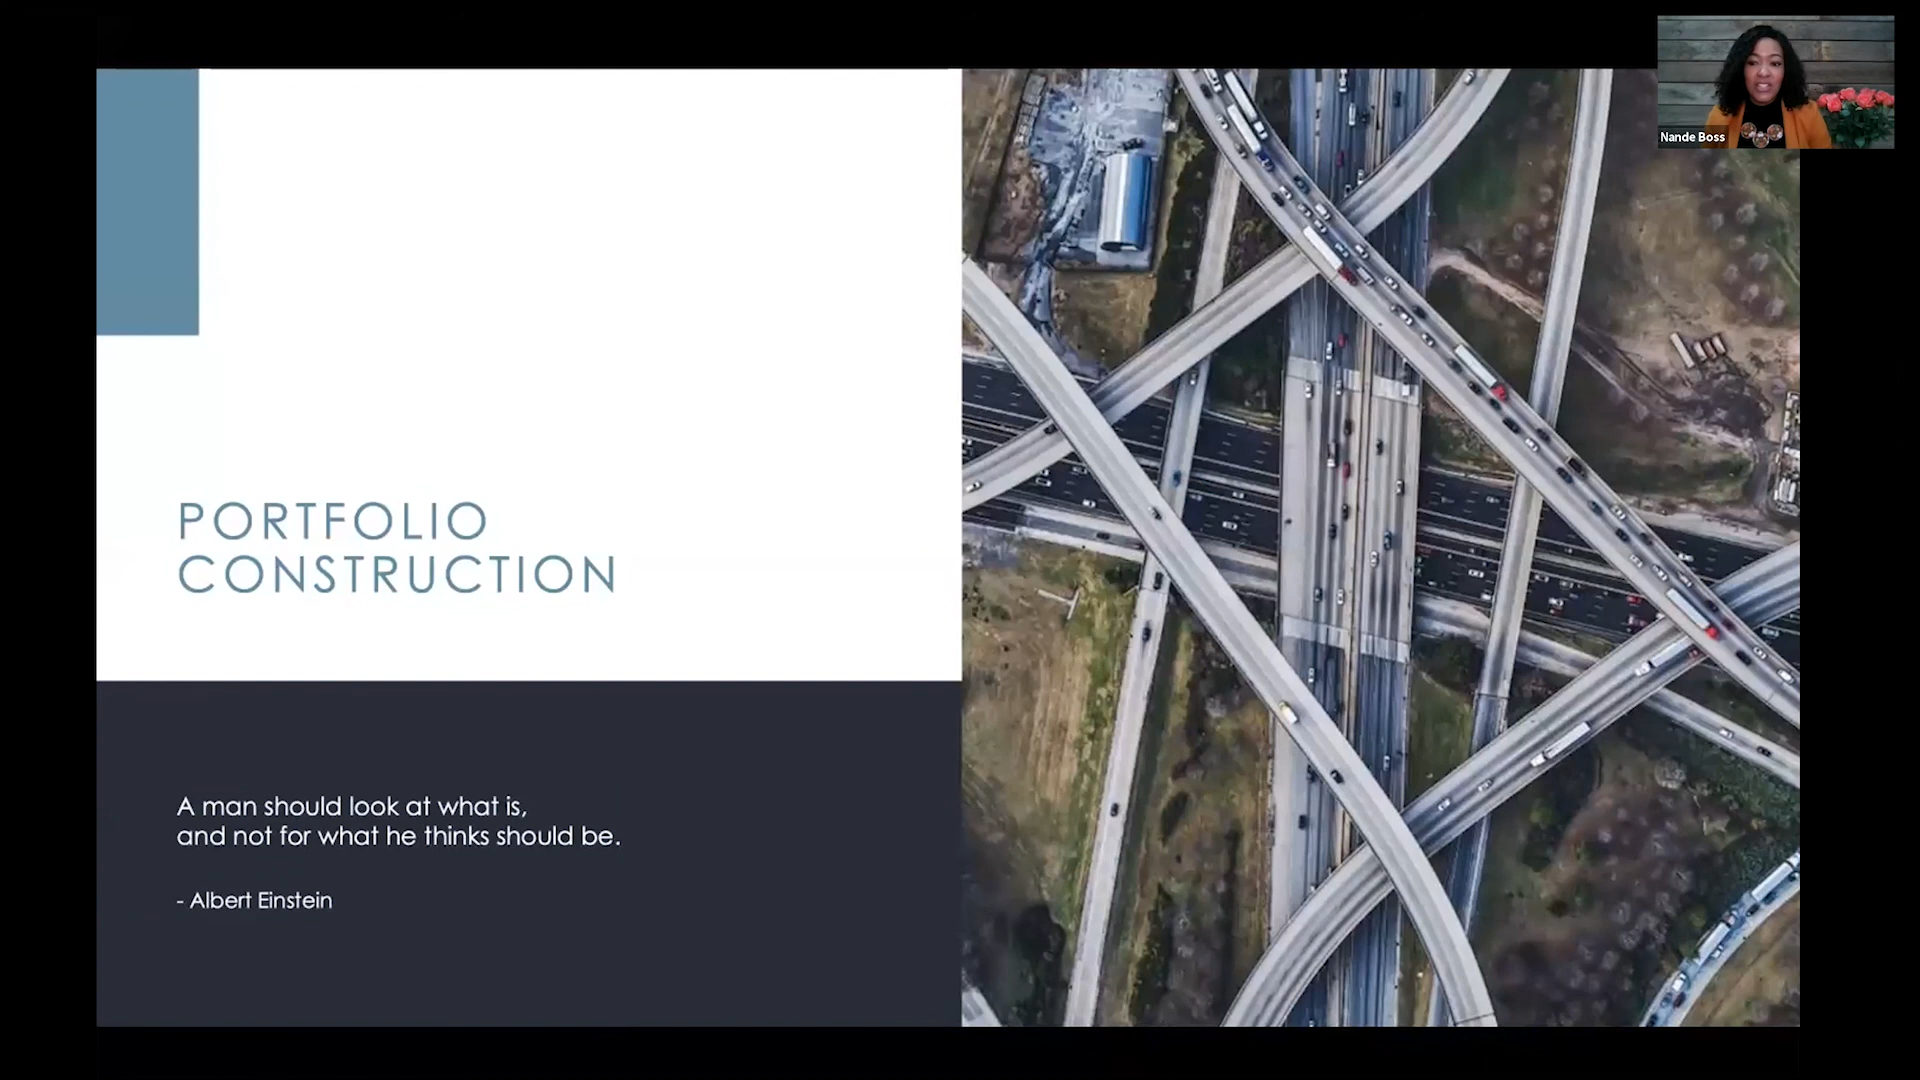 Nande Boss
PORTFOLIO
CONSTRUCTION
A man should look at what is,
and not for what he thinks should be.
- Albert Einstein